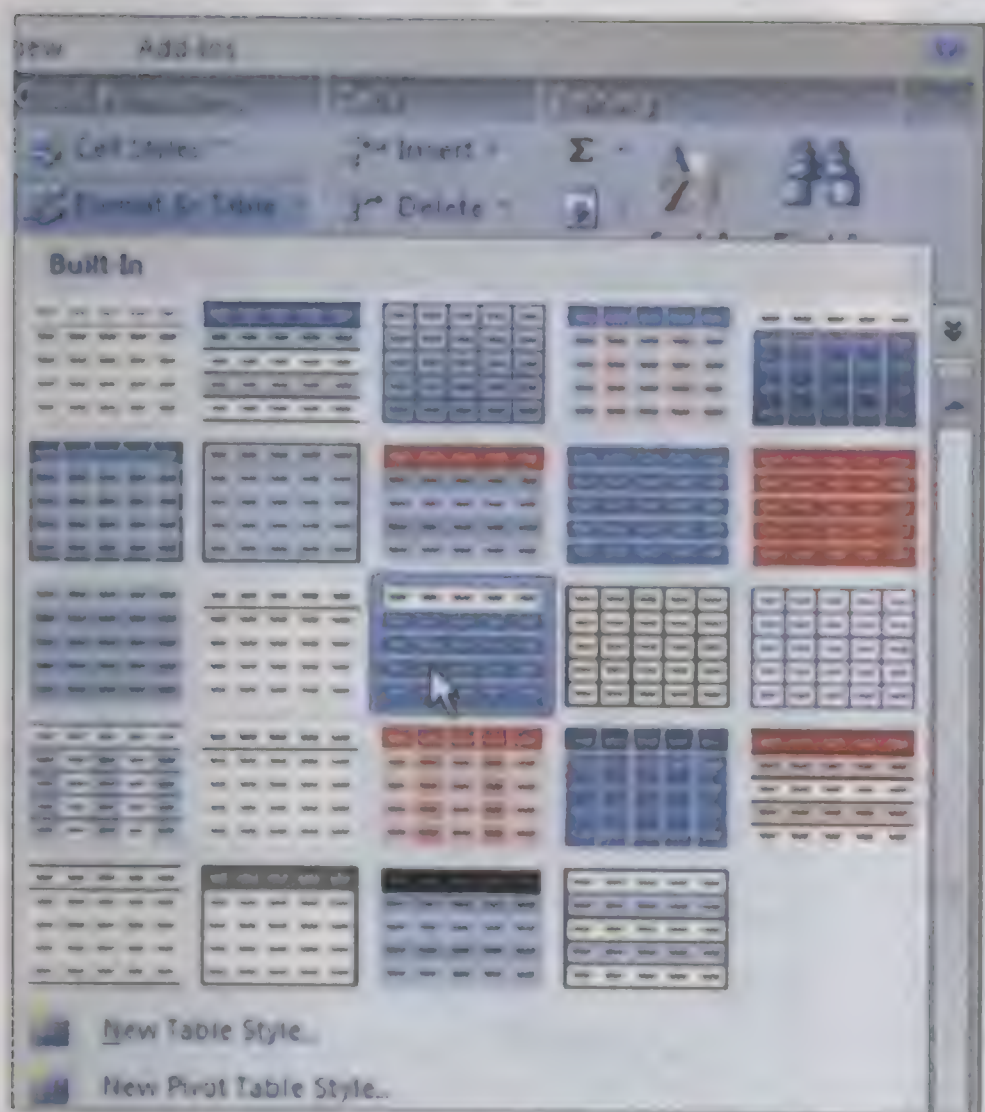 Add-Ins
Cell Styles
Insert
Σ
Format as Table
Delete
Built In
New Table Style...
New Pivot Table Style...